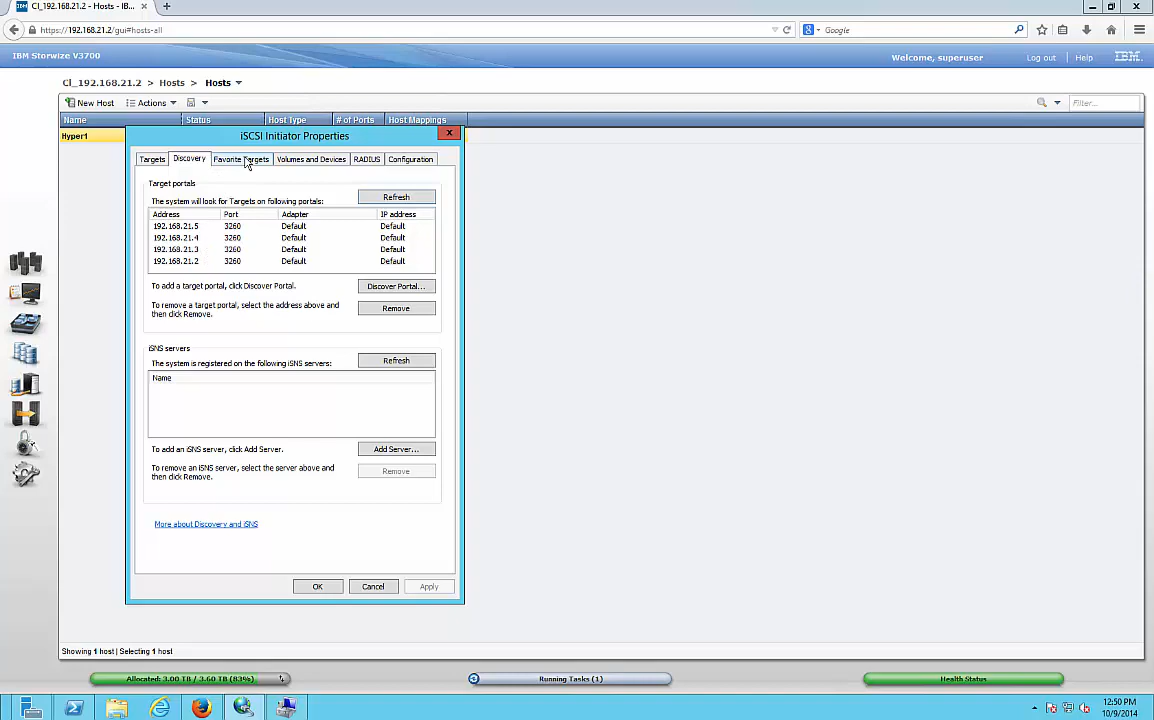 CI_192.168.21.2 - IB...
https://192.168.21.2/gui#hosts-all
Google
IBM Storwize V3700
Welcome, superuser
Log out
Help
IBM
CI_192.168.21.2 > Hosts > Hosts
New Host
Actions
Filter...
Name
Status
Host Type
# of Ports
Host Mappings
Hyper1
iSCSI Initiator Properties
x
Targets
Discovery
Favorite Targets
Volumes and Devices
RADIUS
Configuration
Target portals
The system will look for Targets on following portals:
Refresh
Address Port Adapter IP address
192.168.21.5 3260 Default Default
192.168.21.4 3260 Default Default
192.168.21.3 3260 Default Default
192.168.21.2 3260 Default Default
To add a target portal, click Discover Portal.
Discover Portal...
To remove a target portal, select the address above and
then click Remove.
Remove
iSNS servers
The system is registered on the following iSNS servers:
Refresh
Name
To add an iSNS server, click Add Server.
Add Server...
To remove an iSNS server, select the server above and
then click Remove.
Remove
More about Discovery and iSNS
OK
Cancel
Apply
Showing 1 host | Selecting 1 host
Allocated: 3.00 TB / 3.60 TB (83%)
Running Tasks (1)
Health Status
12:50 PM
10/9/2014